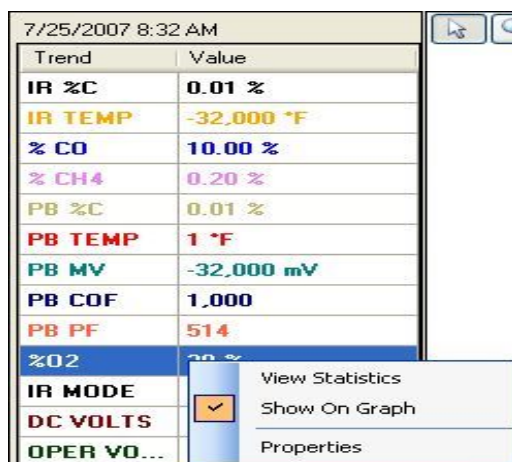 7/25/2007 8:32 AM
Trend Value
IR %C 0.01 %
IR TEMP -32,000 °F
% CO 10.00 %
% CH4 0.20 %
PB %C 0.01 %
PB TEMP 1 °F
PB MV -32,000 mV
PB COF 1,000
PB PF 514
%O2
View Statistics
IR MODE
Show On Graph
DC VOLTS
Properties
OPER VO...